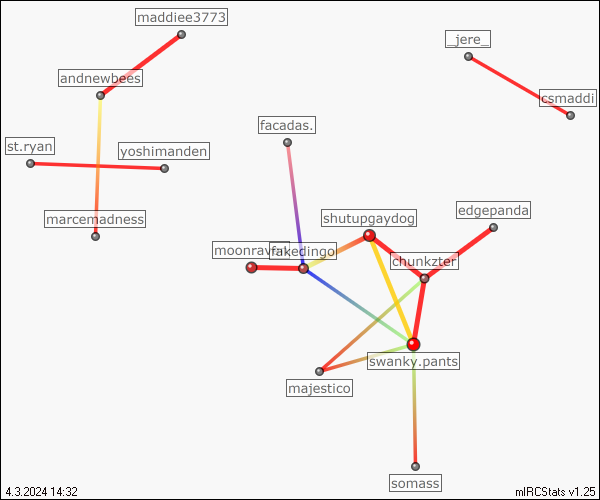 maddiee3773
_jere_
andnewbees
csmaddi
facadas.
st.ryan
yoshimanden
edgepanda
marcemadness
shutupgaydog
fakedingo
chunkzter
swanky.pants
majestico
somass
4.3.2024 14:32
mIRCStats v1.25